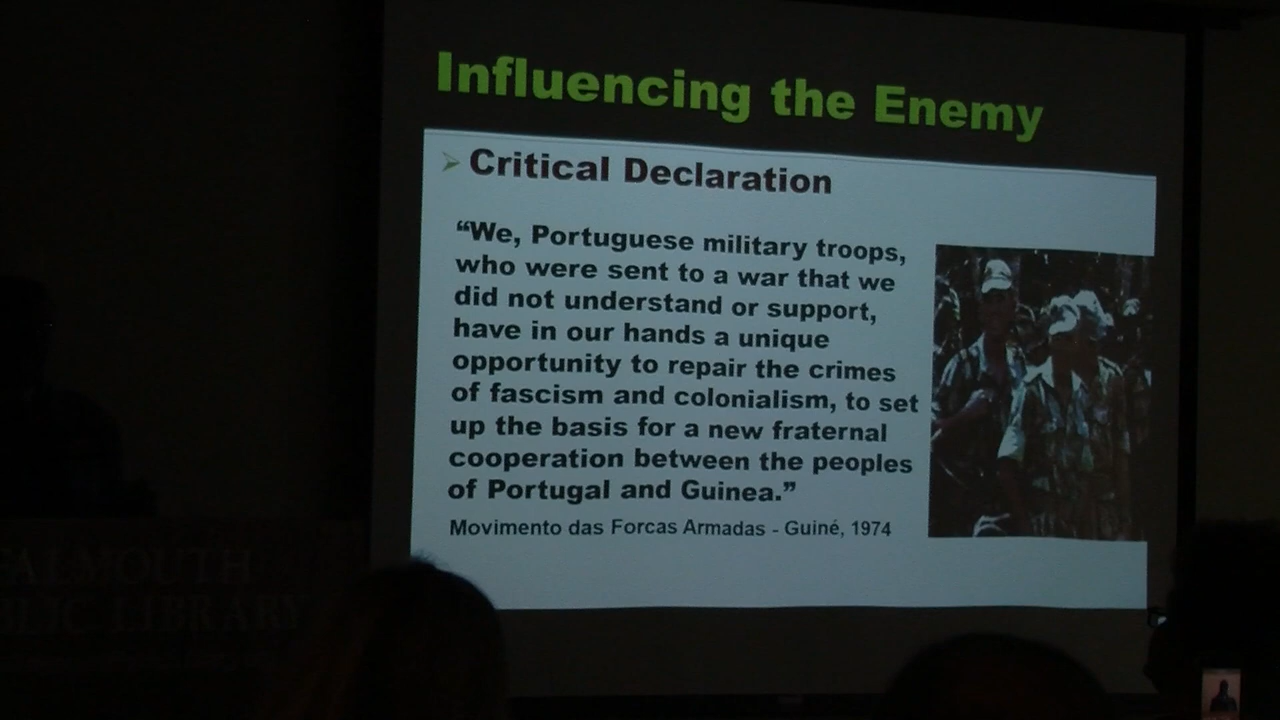 Influencing the Enemy
Critical Declaration
“We, Portuguese military troops,
who were sent to a war that we
did not understand or support,
have in our hands a unique
opportunity to repair the crimes
of fascism and colonialism, to set
up the basis for a new fraternal
cooperation between the peoples
of Portugal and Guinea.”
Movimento das Forcas Armadas - Guiné, 1974
ALMOUTH
LIBRARY